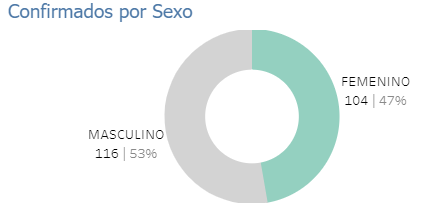 Confirmados por Sexo
FEMENINO
104 | 47%
MASCULINO
116 | 53%